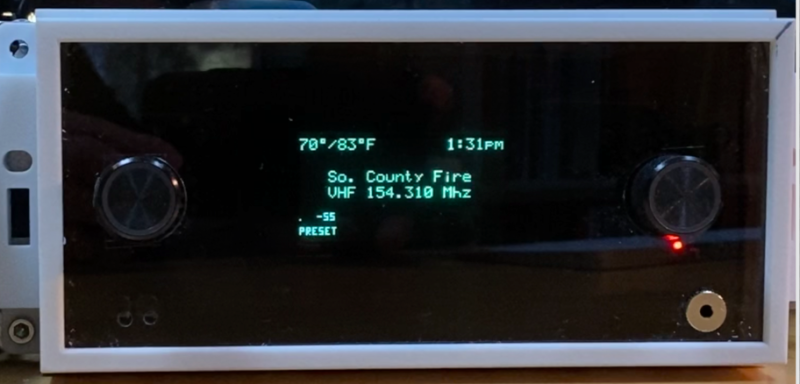 70°/83°F 1:31PM
So. County Fire
VHF 154.310 Mhz
. -55
PRESET